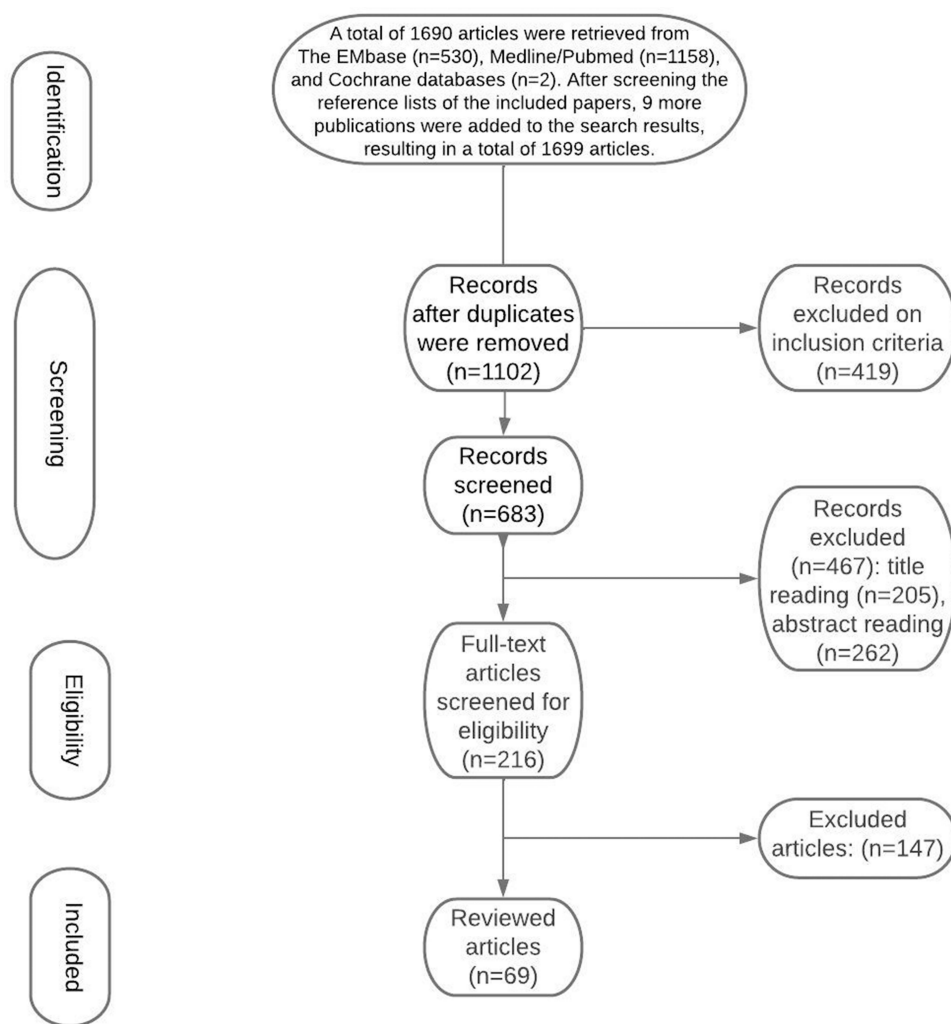 Identification
A total of 1690 articles were retrieved from
The EMbase (n=530), Medline/Pubmed (n=1158),
and Cochrane databases (n=2). After screening the
reference lists of the included papers, 9 more
publications were added to the search results,
resulting in a total of 1699 articles.
Screening
Records
after duplicates
were removed
(n=1102)
Records
excluded on
inclusion criteria
(n=419)
Records
screened
(n=683)
Records
excluded
(n=467): title
reading (n=205),
abstract reading
(n=262)
Eligibility
Full-text
articles
screened for
eligibility
(n=216)
Excluded
articles: (n=147)
Included
Reviewed
articles
(n=69)